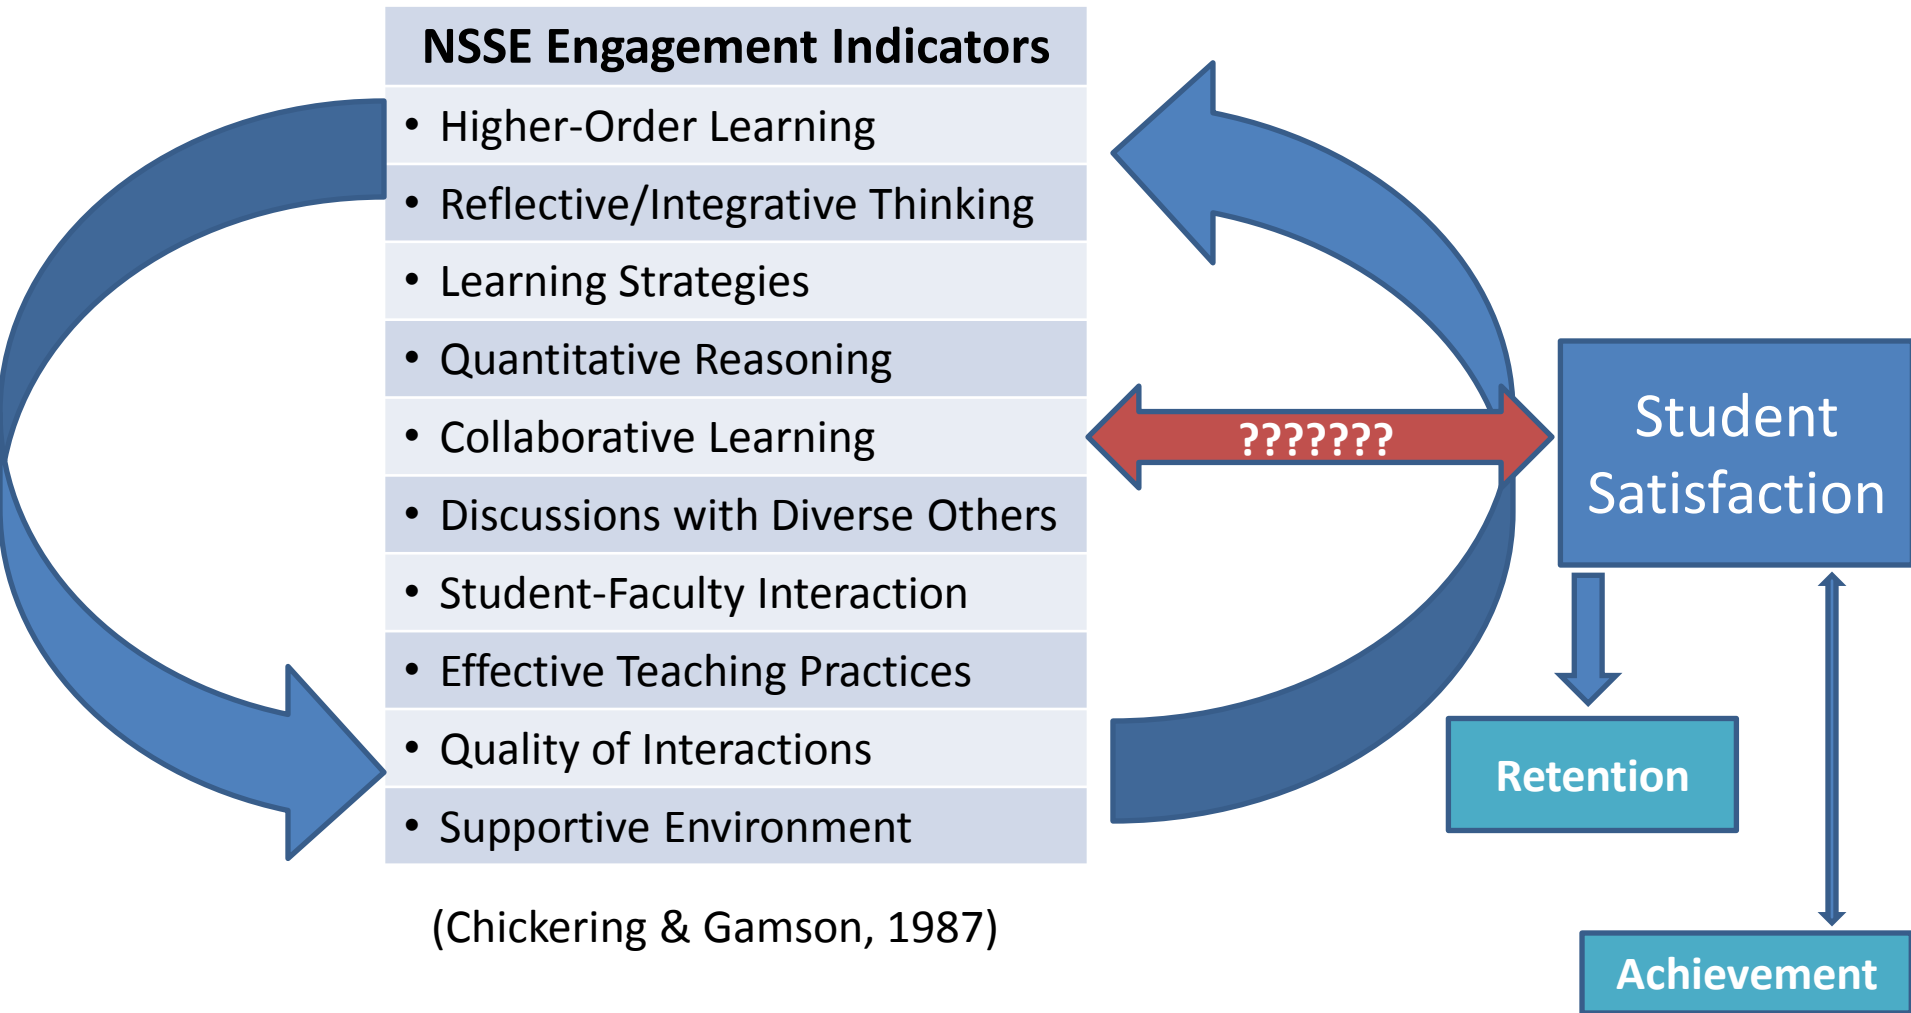 NSSE Engagement Indicators
• Higher-Order Learning
• Reflective/Integrative Thinking
• Learning Strategies
• Quantitative Reasoning
• Collaborative Learning
???????
• Discussions with Diverse Others
• Student-Faculty Interaction
• Effective Teaching Practices
• Quality of Interactions
• Supportive Environment
(Chickering & Gamson, 1987)
Student
Satisfaction
Retention
Achievement